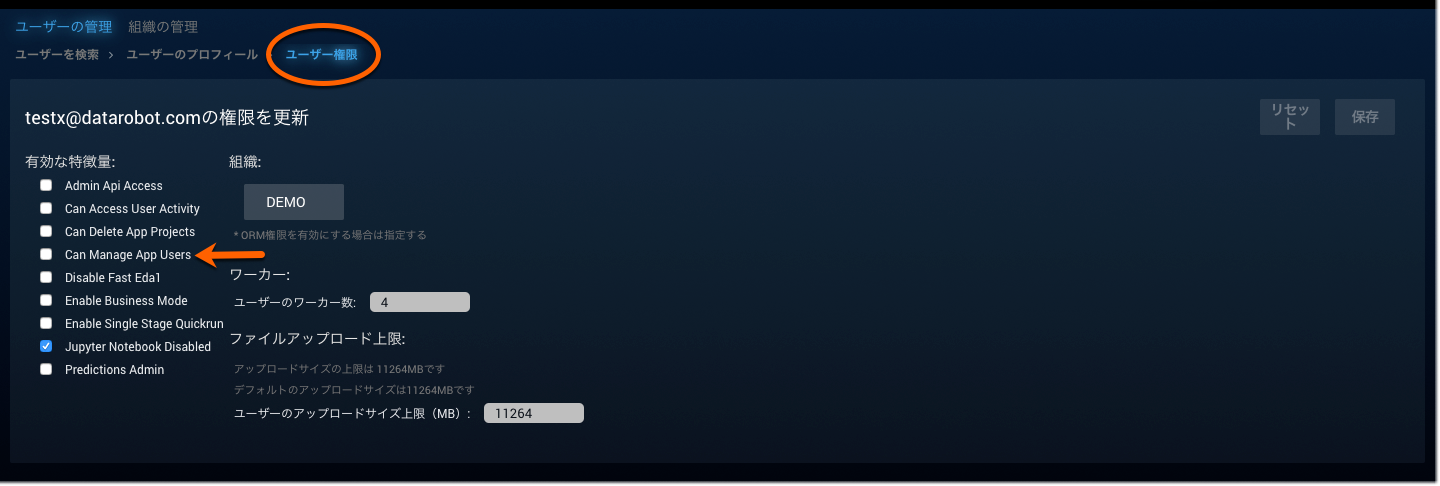 ユーザーの管理 組織の管理
ユーザーを検索 › ユーザーのプロフィール ユーザー権限
testx@datarobot.comの権限を更新
リセッ
ト
保存
有効な特徴量:
Admin Api Access
Can Access User Activity
Can Delete App Projects
Can Manage App Users
Disable Fast Eda1
Enable Business Mode
Enable Single Stage Quickrun
Jupyter Notebook Disabled
Predictions Admin
組織:
DEMO
* ORM権限を有効にする場合は指定する
ワーカー:
ユーザーのワーカー数: 4
ファイルアップロード上限:
アップロードサイズの上限は 11264MBです
デフォルトのアップロードサイズは11264MBです
ユーザーのアップロードサイズ上限（MB）: 11264